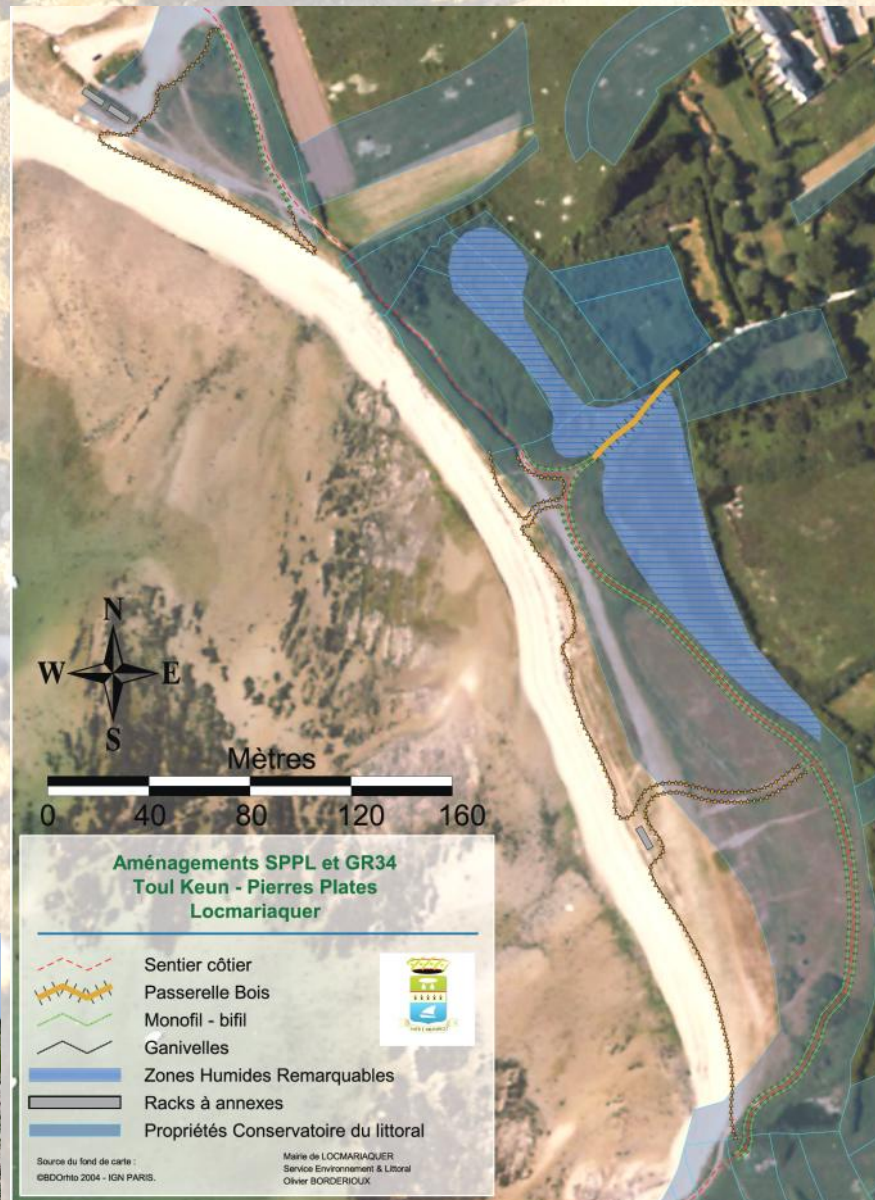 N
W E
S
Mètres
0 40 80 120 160
Aménagements SPPL et GR34
Toul Keun - Pierres Plates
Locmariaquer
Sentier côtier
Passerelle Bois
Monofil - bifil
Ganivelles
Zones Humides Remarquables
Racks à annexes
Propriétés Conservatoire du littoral
Source du fond de carte :
©BDOrhto 2004 - IGN PARIS.
Mairie de LOCMARIAQUER
Service Environnement & Littoral
Olivier BORDERIOUX